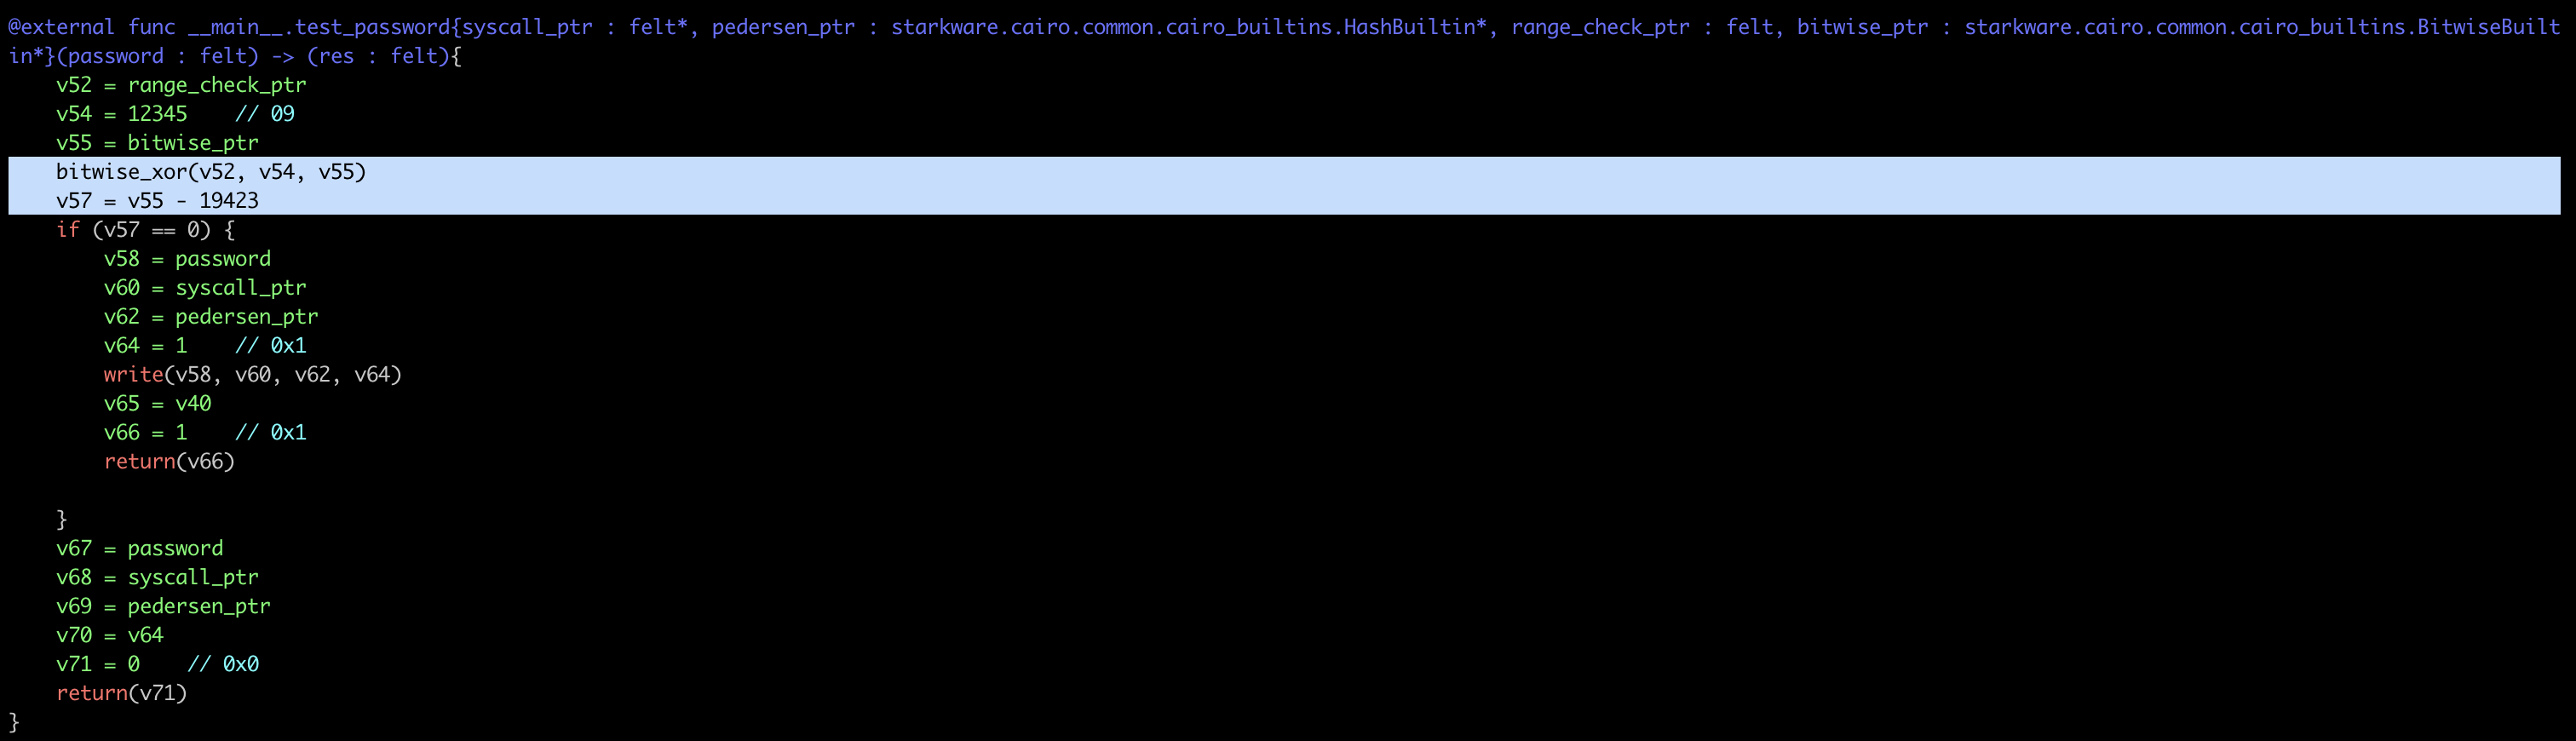 @external func __main__.test_password{syscall_ptr : felt*, pedersen_ptr : starkware.cairo.common.cairo_builtins.HashBuiltin*, range_check_ptr : felt, bitwise_ptr : starkware.cairo.common.cairo_builtins.BitwiseBuilt
in*}(password : felt) -> (res : felt){
    v52 = range_check_ptr
    v54 = 12345    // 09
    v55 = bitwise_ptr
    bitwise_xor(v52, v54, v55)
    v57 = v55 - 19423
    if (v57 == 0) {
        v58 = password
        v60 = syscall_ptr
        v62 = pedersen_ptr
        v64 = 1    // 0x1
        write(v58, v60, v62, v64)
        v65 = v40
        v66 = 1    // 0x1
        return(v66)
    }
    v67 = password
    v68 = syscall_ptr
    v69 = pedersen_ptr
    v70 = v64
    v71 = 0    // 0x0
    return(v71)
}